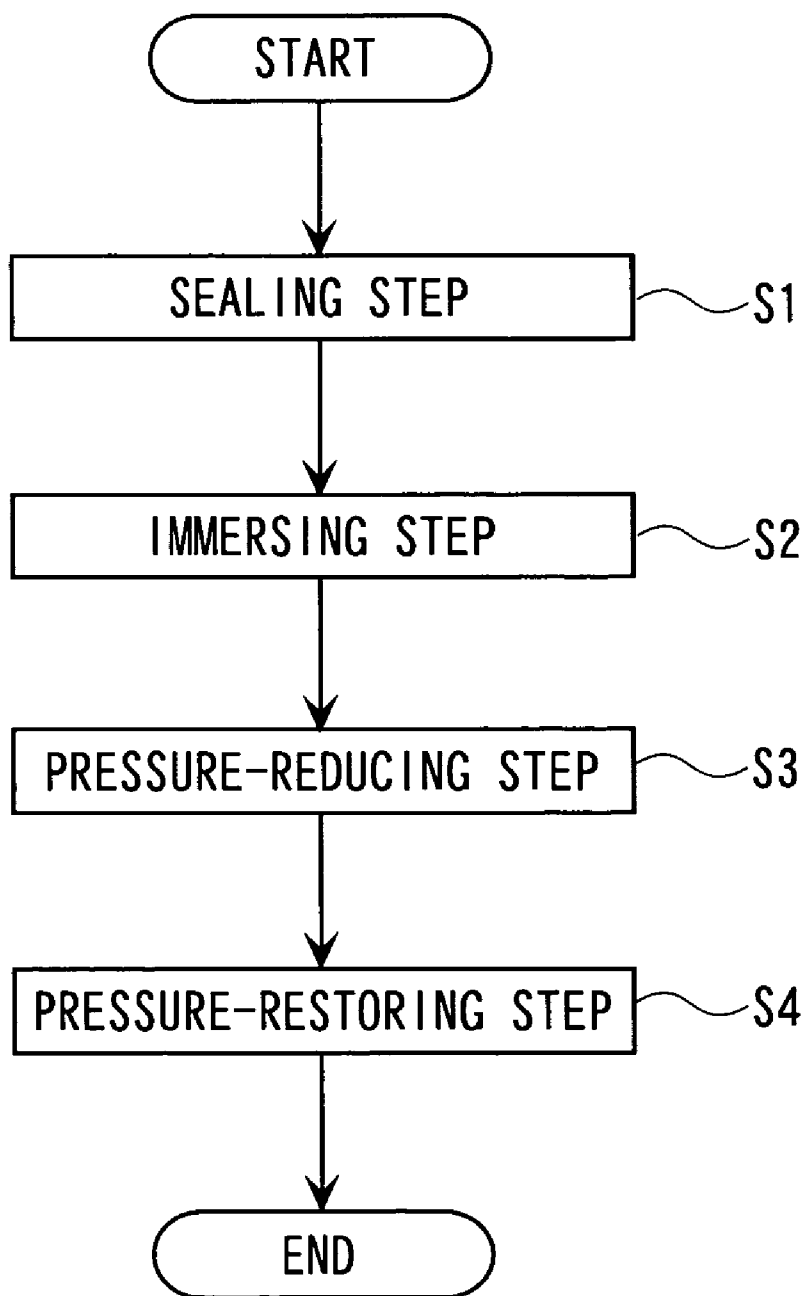 START
SEALING STEP
S1
IMMERSING STEP
S2
PRESSURE-REDUCING STEP
S3
PRESSURE-RESTORING STEP
S4
END